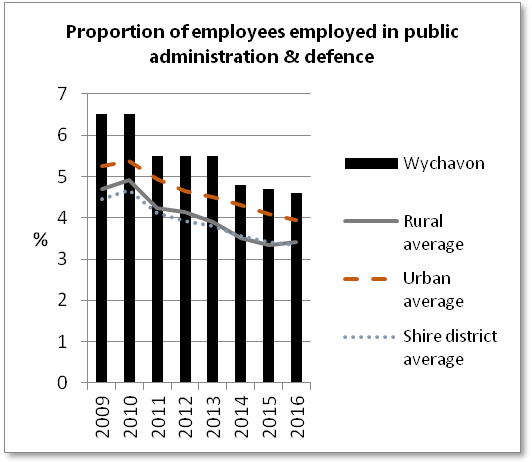 Proportion of employees employed in public
administration & defence
7
6
5
4
3
2
1
0
%
2009
2010
2011
2012
2013
2014
2015
2016
Wychavon
Rural
average
Urban
average
Shire district
average